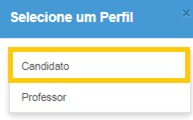 Selecione um Perfil
Candidato
Professor